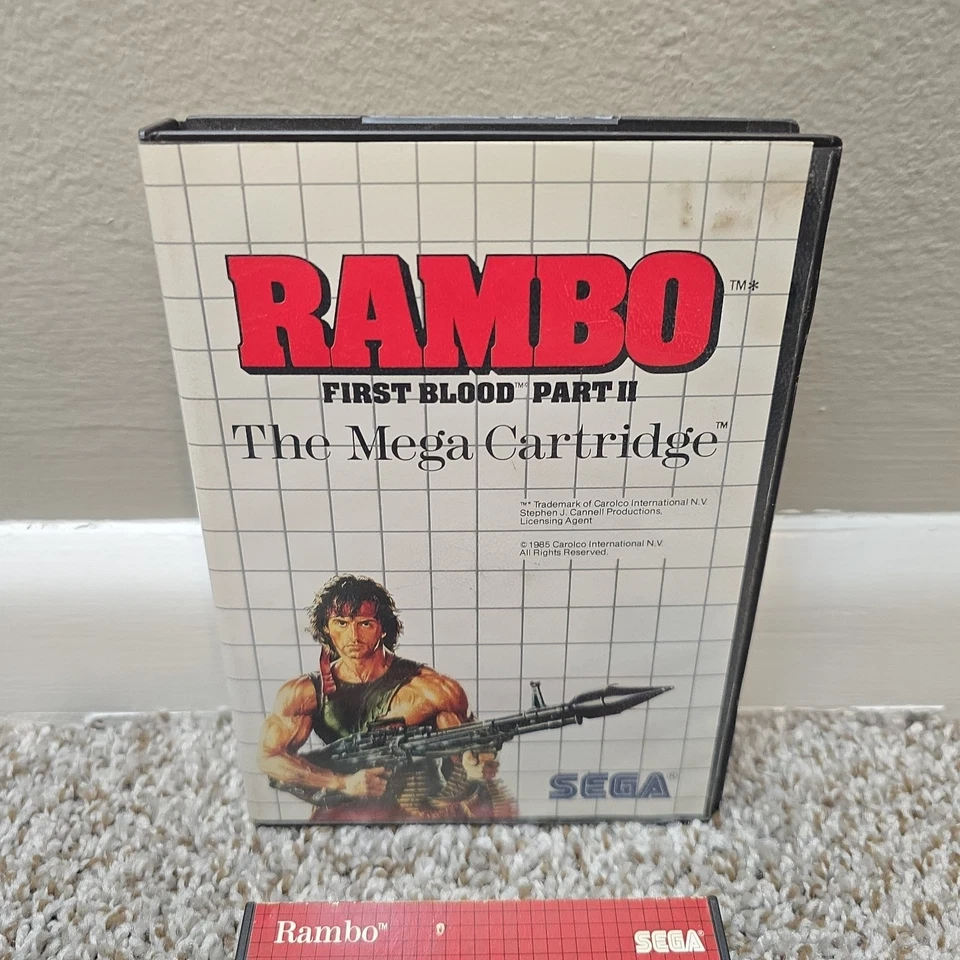 RAMBO ™*
FIRST BLOOD™* PART II
The Mega Cartridge™
™* Trademark of Carolco International N.V.
Stephen J. Cannell Productions,
Licensing Agent
© 1985 Carolco International N.V.
All Rights Reserved.
SEGA®
Rambo™ SEGA®